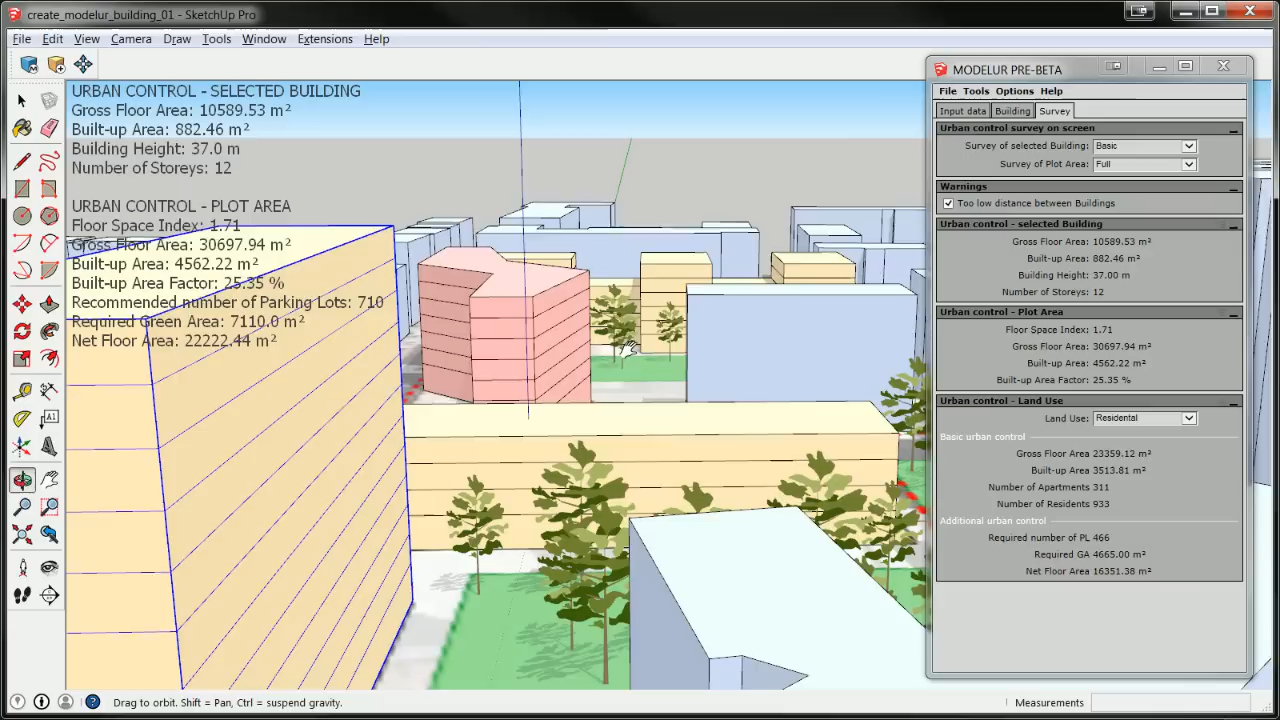 create_modelur_building_01 - SketchUp Pro
File Edit View Camera Draw Tools Window Extensions Help
URBAN CONTROL - SELECTED BUILDING
Gross Floor Area: 10589.53 m²
Built-up Area: 882.46 m²
Building Height: 37.0 m
Number of Storeys: 12
URBAN CONTROL - PLOT AREA
Floor Space Index: 1.71
Gross Floor Area: 30697.94 m²
Built-up Area: 4562.22 m²
Built-up Area Factor: 25.35 %
Recommended number of Parking Lots: 710
Required Green Area: 7110.0 m²
Net Floor Area: 22222.44 m²
A1
MODELUR PRE-BETA
File Tools Options Help
Input data Building Survey
Urban control survey on screen
Survey of selected Building: Basic
Survey of Plot Area: Full
Warnings
Too low distance between Buildings
Urban control - selected Building
Gross Floor Area: 10589.53 m²
Built-up Area: 882.46 m²
Building Height: 37.00 m
Number of Storeys: 12
Urban control - Plot Area
Floor Space Index: 1.71
Gross Floor Area: 30697.94 m²
Built-up Area: 4562.22 m²
Built-up Area Factor: 25.35 %
Urban control - Land Use
Land Use: Residental
Basic urban control
Gross Floor Area 23359.12 m²
Built-up Area 3513.81 m²
Number of Apartments 311
Number of Residents 933
Additional urban control
Required number of PL 466
Required GA 4665.00 m²
Net Floor Area 16351.38 m²
Drag to orbit. Shift = Pan, Ctrl = suspend gravity.
Measurements